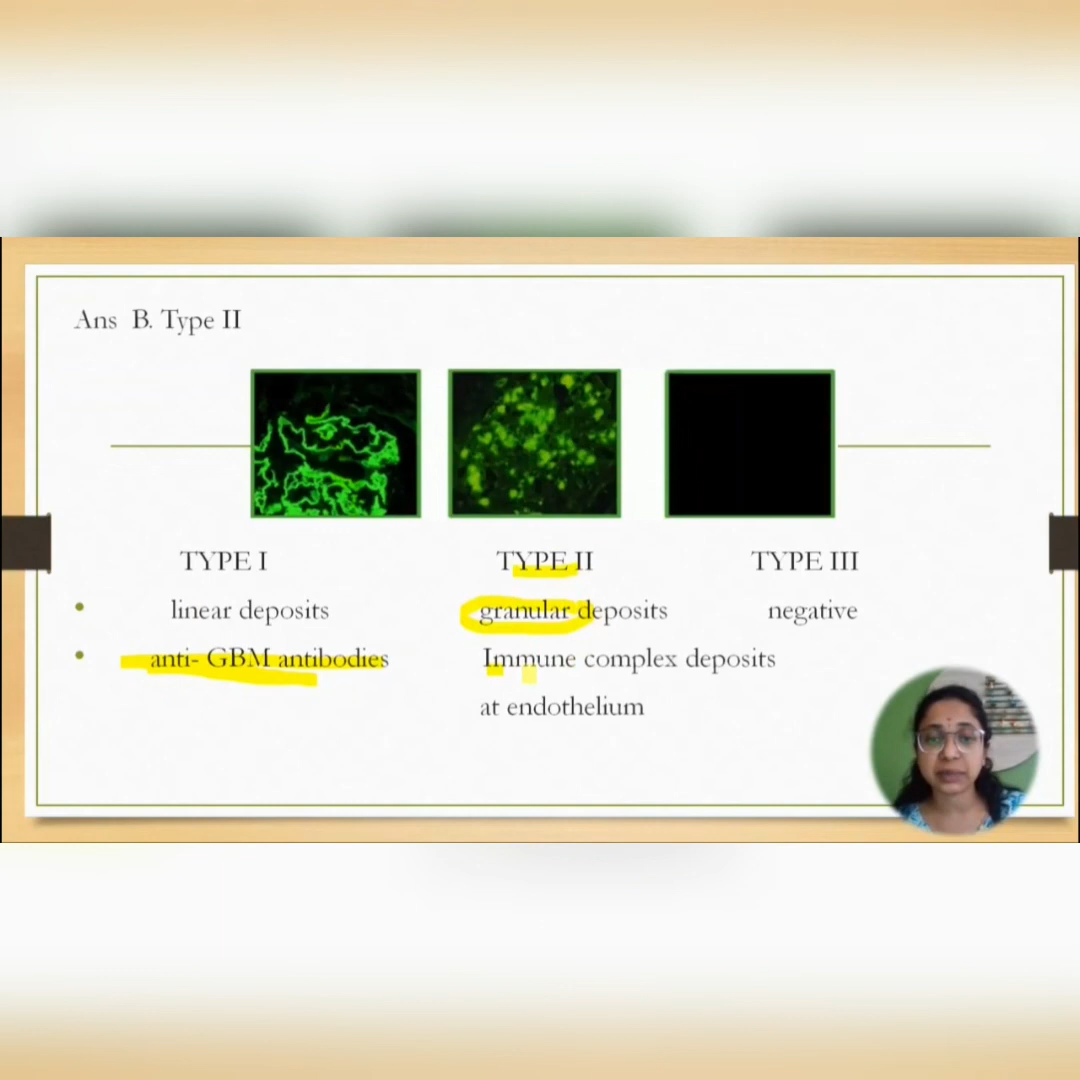 Ans B. Type II
TYPE I TYPE II TYPE III
• linear deposits granular deposits negative
• anti- GBM antibodies Immune complex deposits
at endothelium